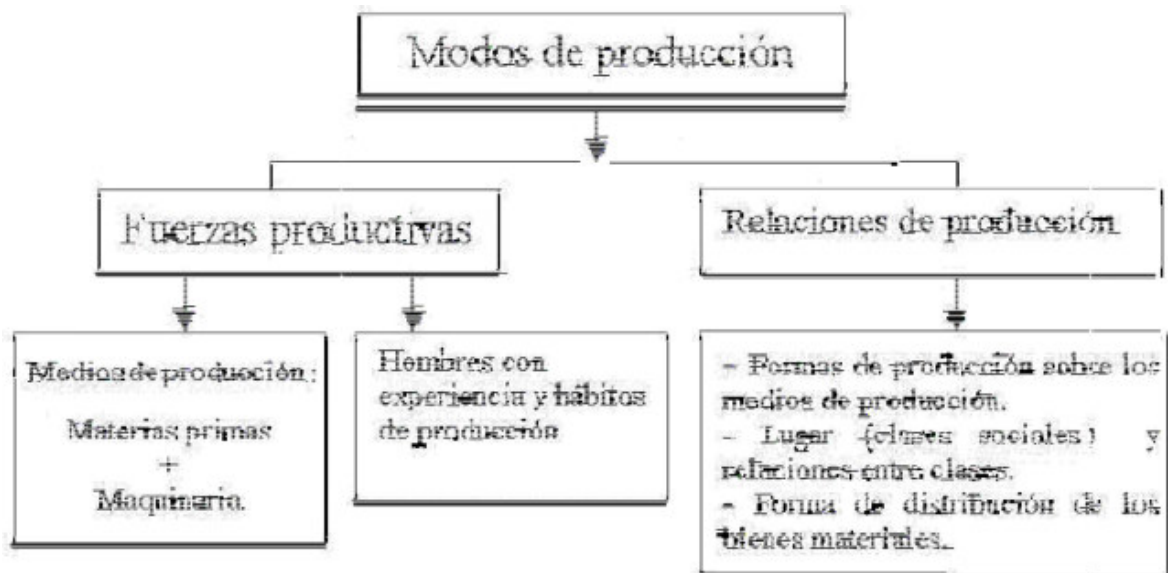 Modos de producción
Fuerzas productivas
Relaciones de producción
Medios de producción:
Materias primas
+
Maquinaria.
Hombres con
experiencia y hábitos
de producción
- Formas de producción sobre los
medios de producción.
- Lugar (clases sociales) y
relaciones entre clases.
- Forma de distribución de los
bienes materiales.